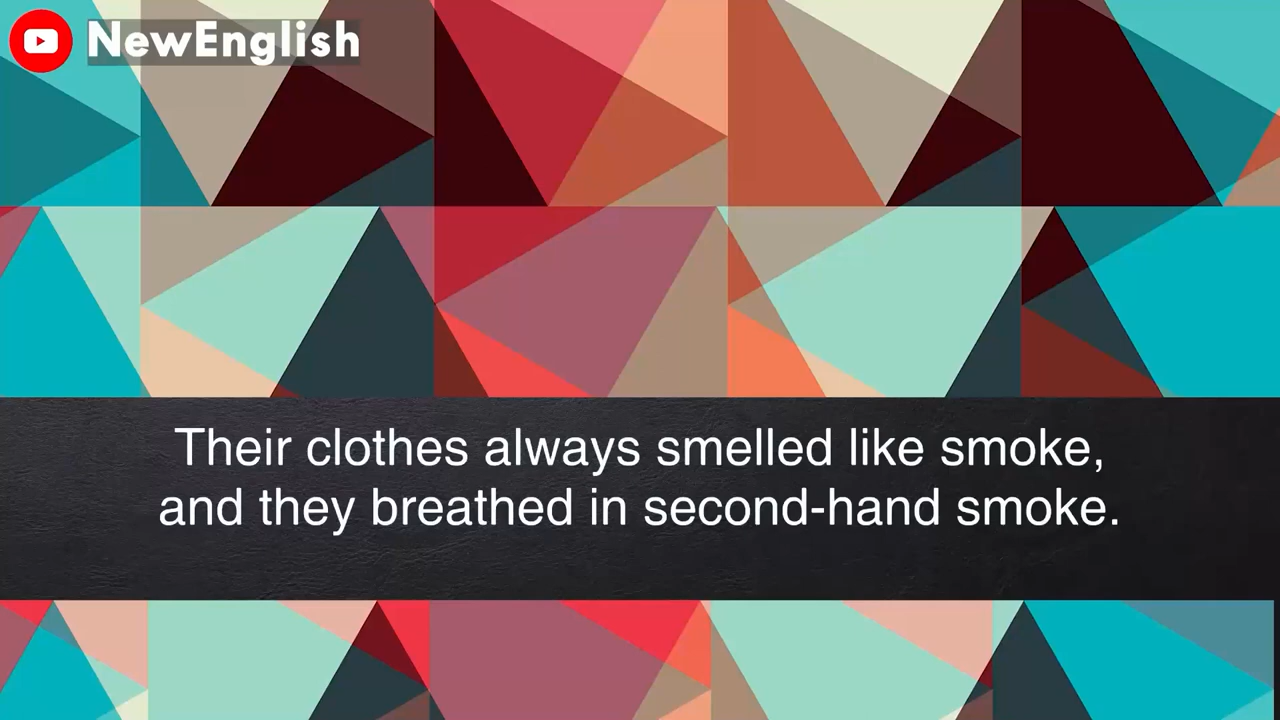 NewEnglish
Their clothes always smelled like smoke,
and they breathed in second-hand smoke.